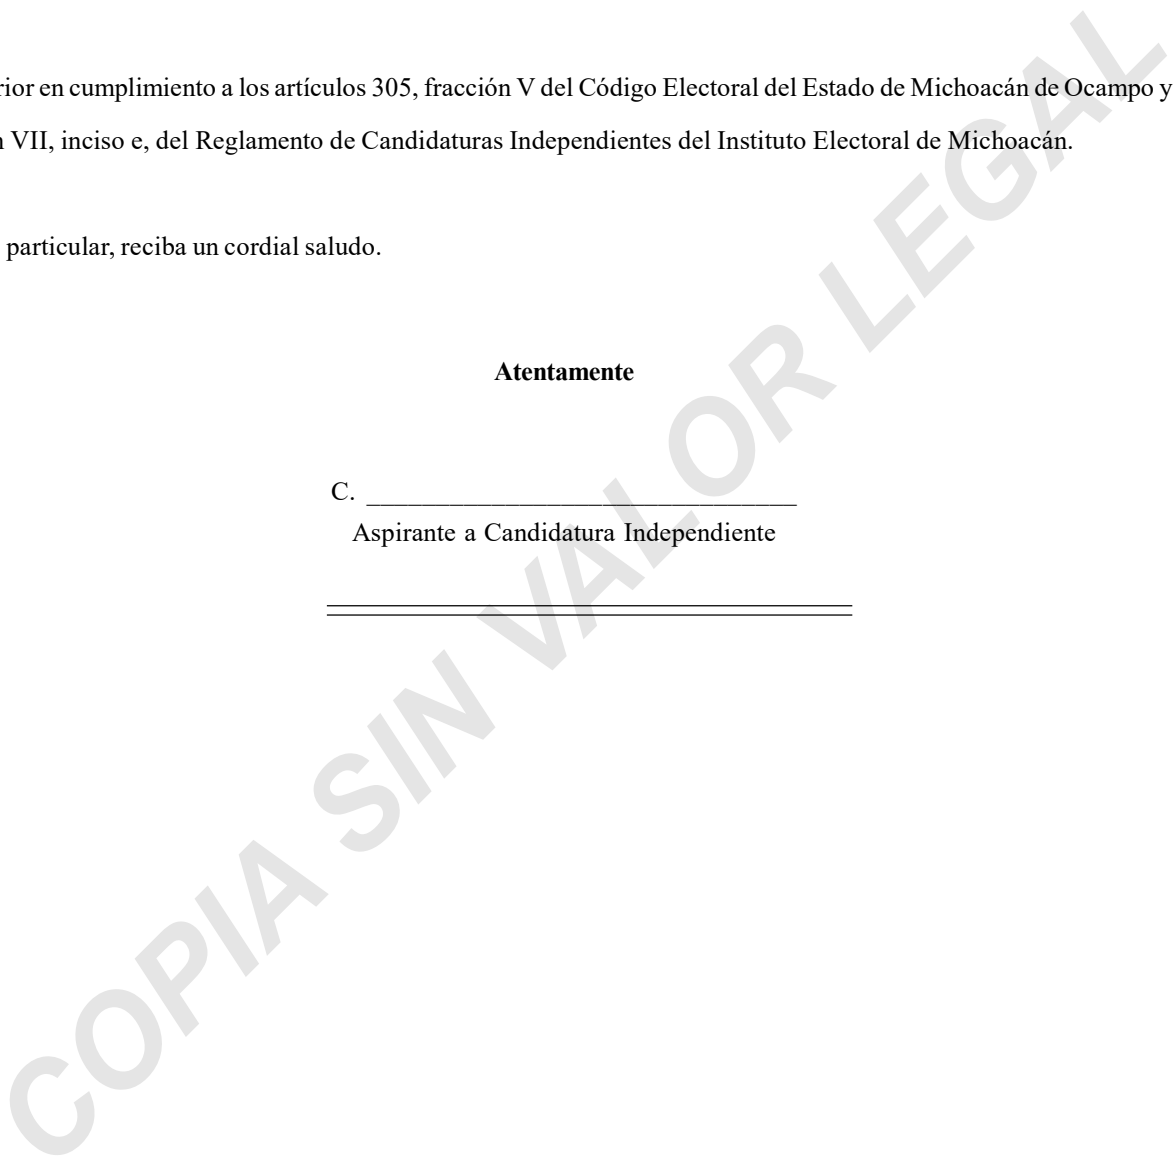 rior en cumplimiento a los artículos 305, fracción V del Código Electoral del Estado de Michoacán de Ocampo y
VII, inciso e, del Reglamento de Candidaturas Independientes del Instituto Electoral de Michoacán.
particular, reciba un cordial saludo.
Atentamente
C. _______________________________
Aspirante a Candidatura Independiente
COPIA SIN VALOR LEGAL